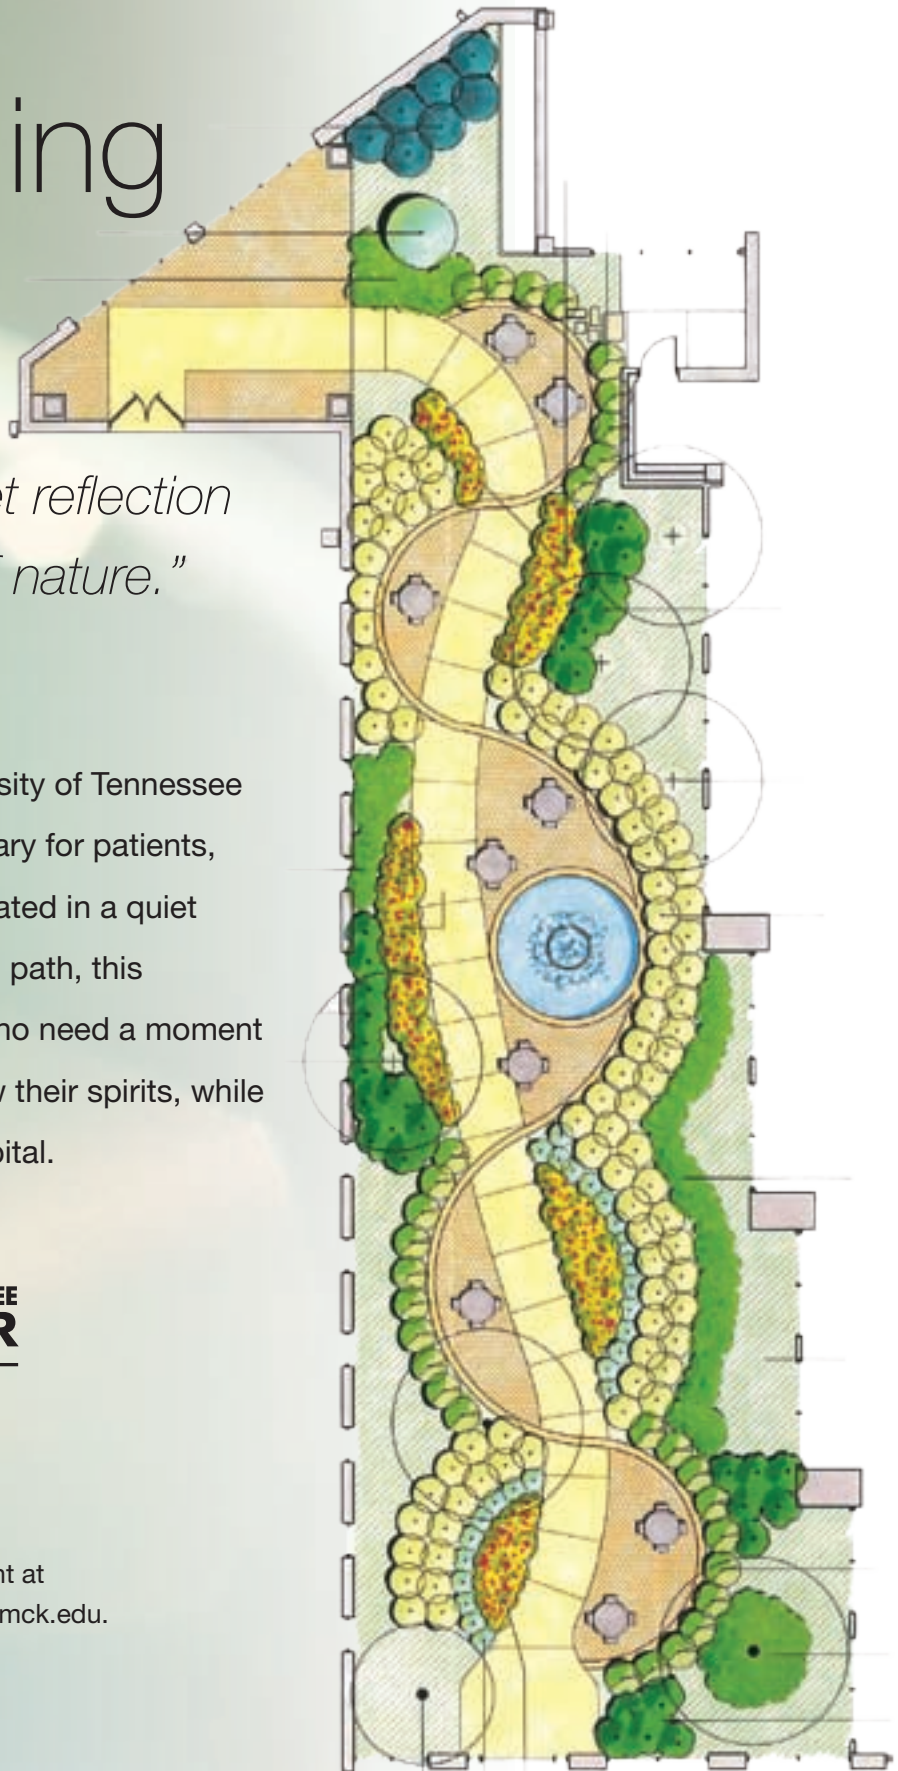 ing
et reflection
nature.”
sity of Tennessee
ary for patients,
ated in a quiet
path, this
ho need a moment
their spirits, while
pital.
EE
R
nt at
mck.edu.